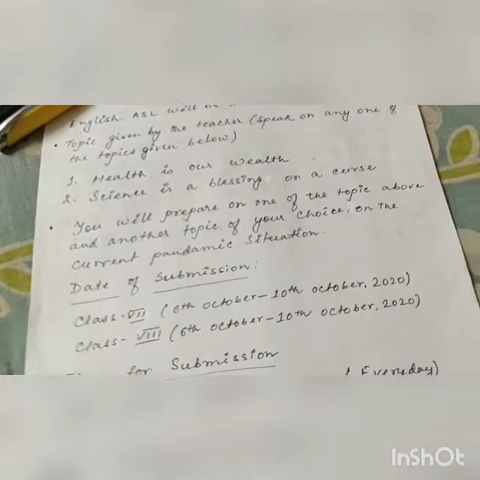 English ASL will be
• Topic given by the teacher (speak on any one of
the topics given below)
1. Health is our wealth
2. Science is a blessing on a curse
• You will prepare on one of the topic above
and another topic of your choice, on the
current pandamic situation.
Date of Submission:
Class-VII (6th october-10th october, 2020)
Class-VIII (6th october-10th october, 2020)
for Submission
(Everyday)
InShOt